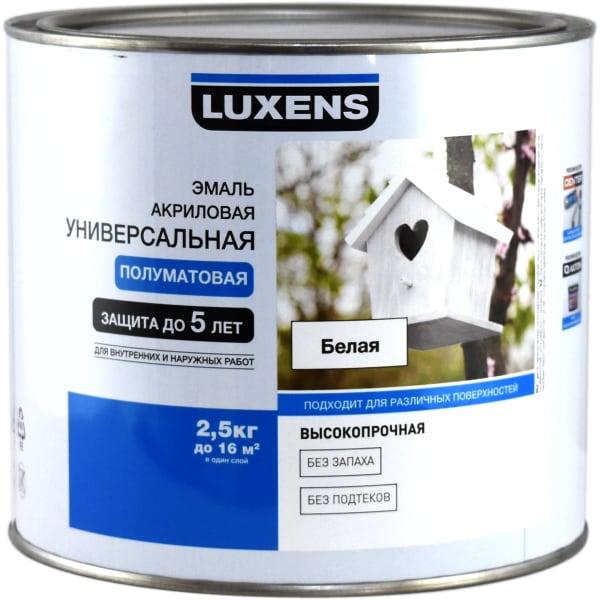 LUXENS
ЭМАЛЬ
АКРИЛОВАЯ
УНИВЕРСАЛЬНАЯ
ПОЛУМАТОВАЯ
ЗАЩИТА ДО 5 ЛЕТ
ДЛЯ ВНУТРЕННИХ И НАРУЖНЫХ РАБОТ
Белая
ПОДХОДИТ ДЛЯ РАЗЛИЧНЫХ ПОВЕРХНОСТЕЙ
2,5кг
до 16 м²
в один слой
ВЫСОКОПРОЧНАЯ
БЕЗ ЗАПАХА
БЕЗ ПОДТЕКОВ